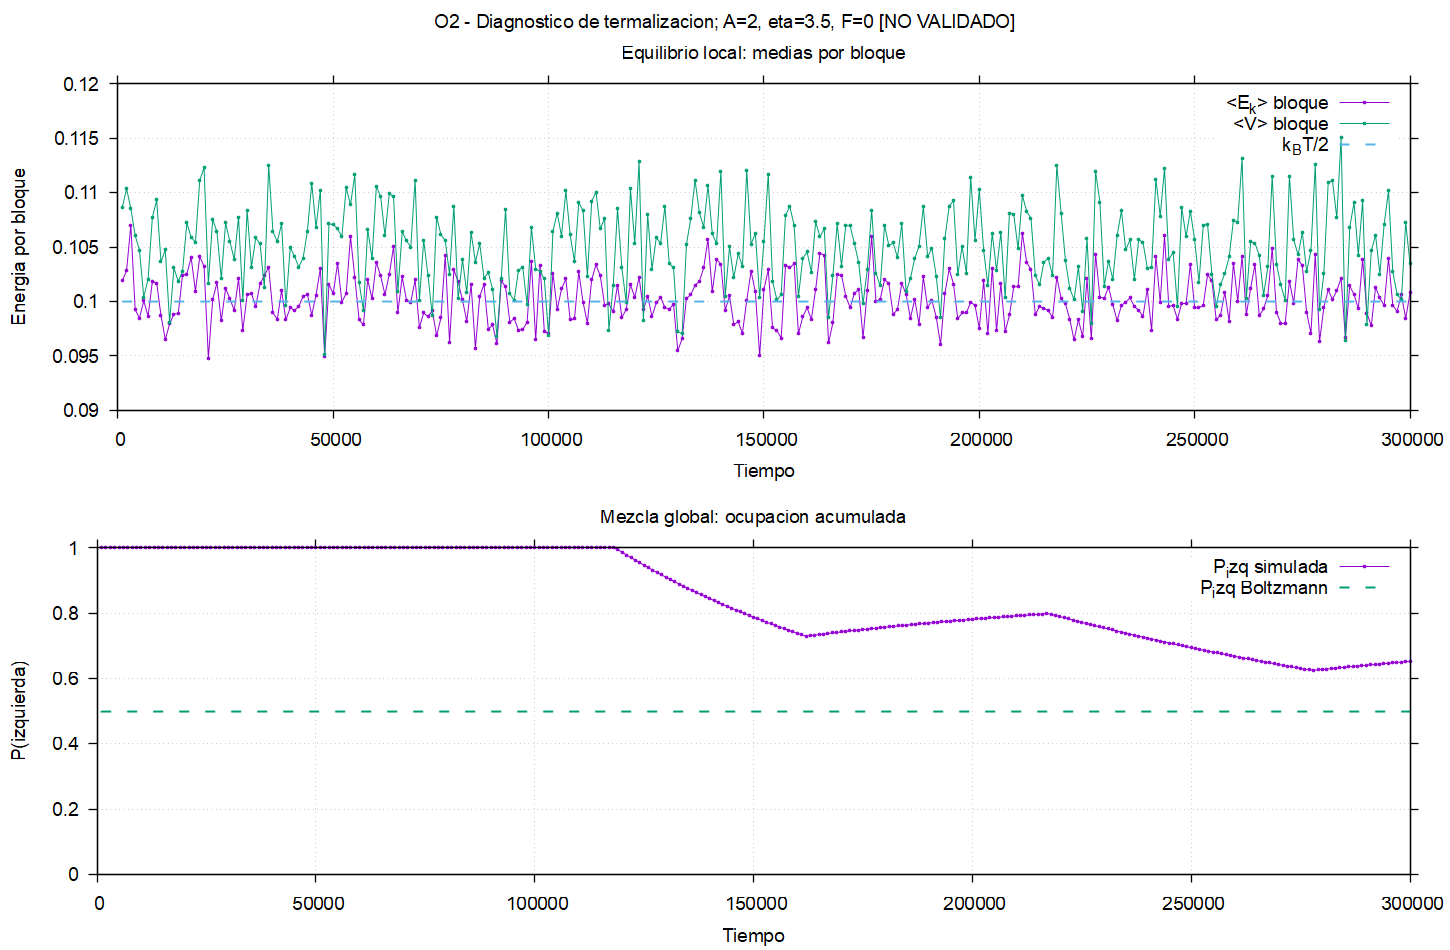 O2 - Diagnostico de termalizacion; A=2, eta=3.5, F=0 [NO VALIDADO]
Equilibrio local: medias por bloque
0.12
0.115
0.11
0.105
0.1
0.095
0.09
Energia por bloque
<Ek> bloque
<V> bloque
kBT/2
0
50000
100000
150000
200000
250000
300000
Tiempo
Mezcla global: ocupacion acumulada
1
0.8
0.6
0.4
0.2
0
P(izquierda)
Pizq simulada
Pizq Boltzmann
0
50000
100000
150000
200000
250000
300000
Tiempo